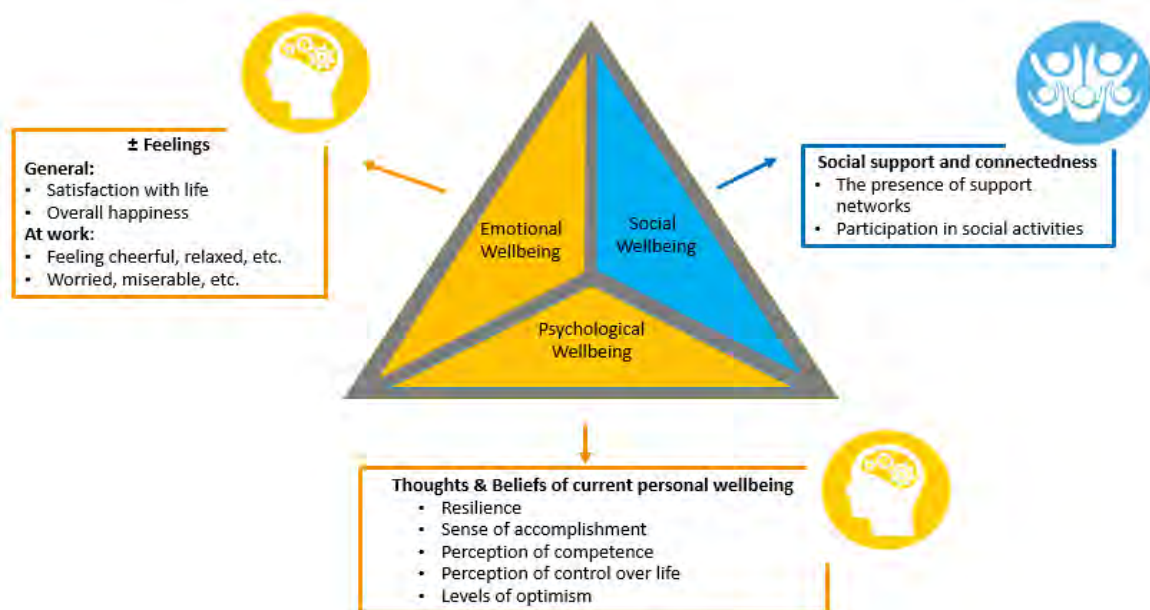 ± Feelings
General:
• Satisfaction with life
• Overall happiness
At work:
• Feeling cheerful, relaxed, etc.
• Worried, miserable, etc.
Emotional
Wellbeing
Social
Wellbeing
Psychological
Wellbeing
Social support and connectedness
• The presence of support
networks
• Participation in social activities
Thoughts & Beliefs of current personal wellbeing
• Resilience
• Sense of accomplishment
• Perception of competence
• Perception of control over life
• Levels of optimism